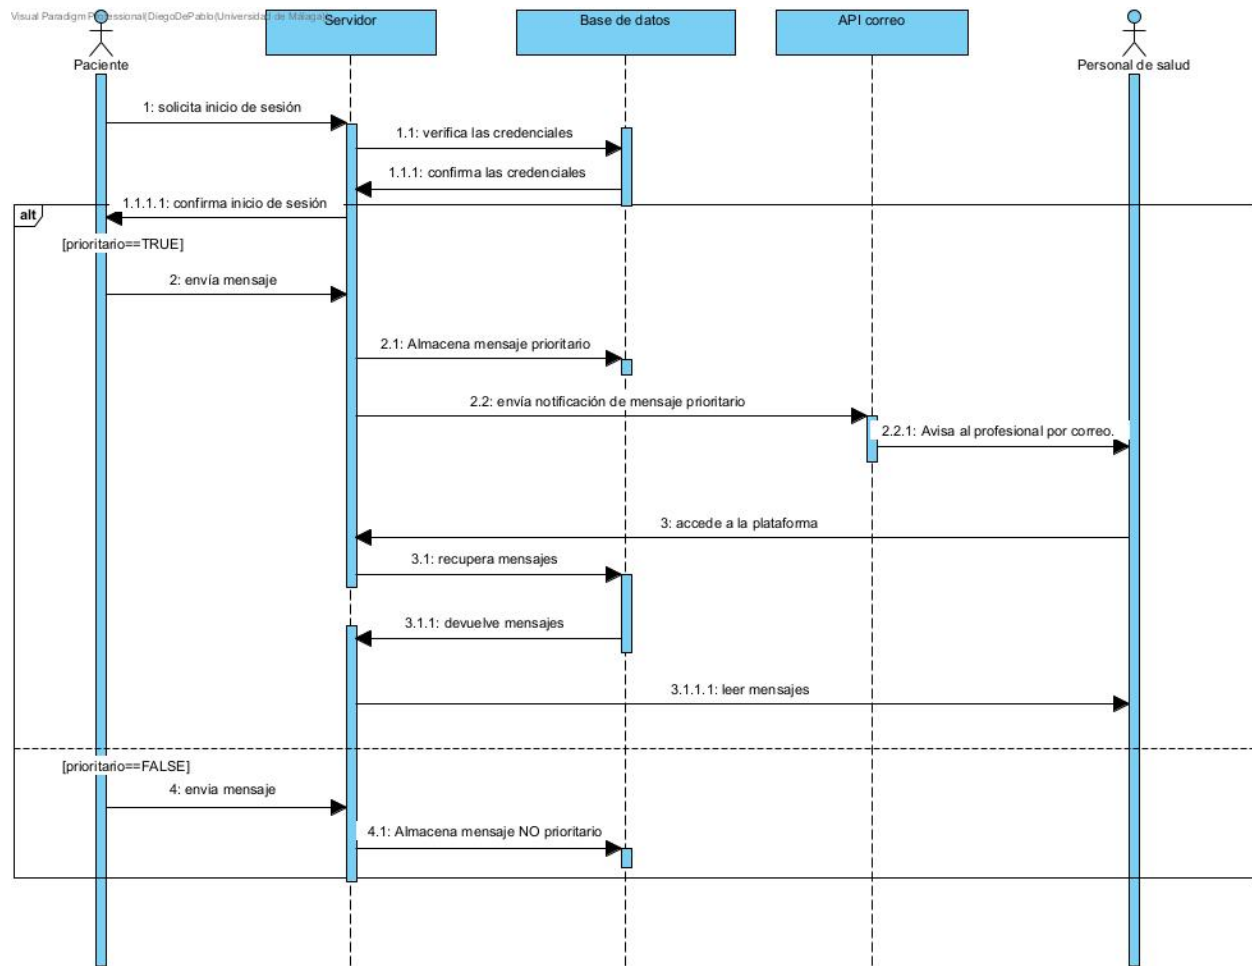 Visual Paradigm Professional(DiegoDePablo(Universidad de Málaga))
Paciente
Servidor
Base de datos
API correo
Personal de salud
1: solicita inicio de sesión
1.1: verifica las credenciales
1.1.1: confirma las credenciales
1.1.1.1: confirma inicio de sesión
alt
[prioritario==TRUE]
2: envía mensaje
2.1: Almacena mensaje prioritario
2.2: envía notificación de mensaje prioritario
2.2.1: Avisa al profesional por correo.
3: accede a la plataforma
3.1: recupera mensajes
3.1.1: devuelve mensajes
3.1.1.1: leer mensajes
[prioritario==FALSE]
4: envia mensaje
4.1: Almacena mensaje NO prioritario